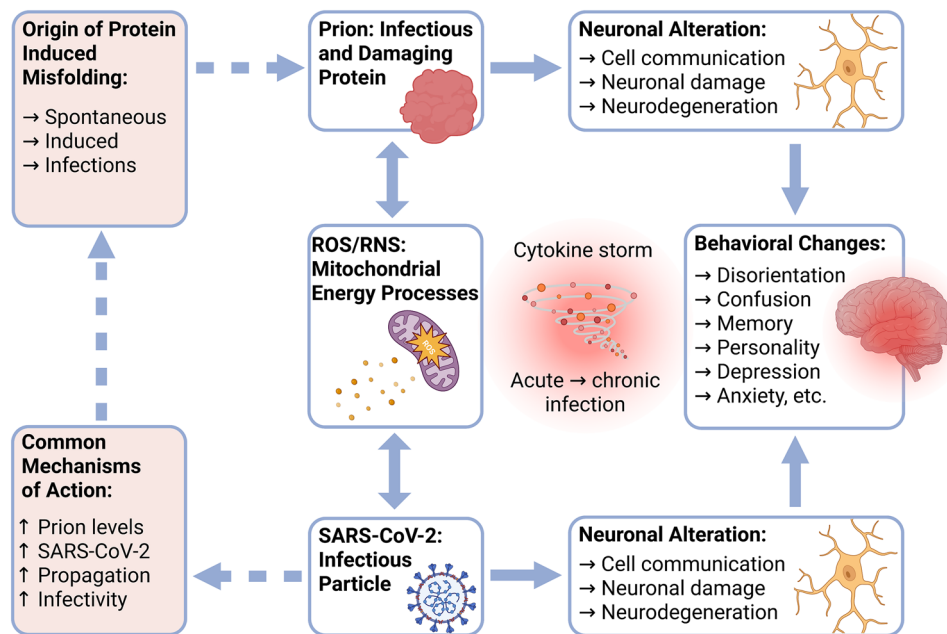 Origin of Protein
Induced
Misfolding:
→ Spontaneous
→ Induced
→ Infections
Prion: Infectious
and Damaging
Protein
Neuronal Alteration:
→ Cell communication
→ Neuronal damage
→ Neurodegeneration
ROS/RNS:
Mitochondrial
Energy Processes
ROS
Cytokine storm
Acute → chronic
infection
Behavioral Changes:
→ Disorientation
→ Confusion
→ Memory
→ Personality
→ Depression
→ Anxiety, etc.
Common
Mechanisms
of Action:
↑ Prion levels
↑ SARS-CoV-2
↑ Propagation
↑ Infectivity
SARS-CoV-2:
Infectious
Particle
Neuronal Alteration:
→ Cell communication
→ Neuronal damage
→ Neurodegeneration